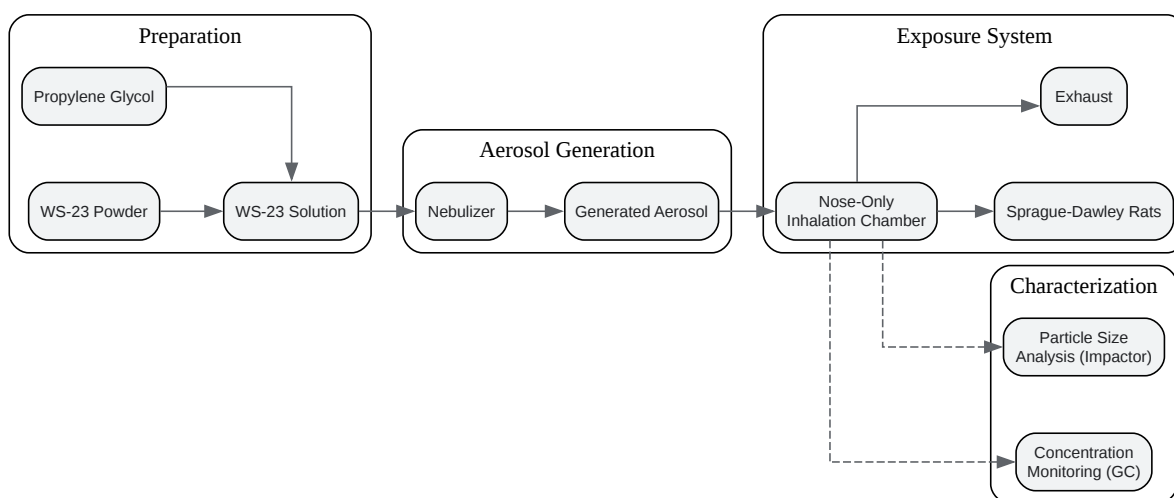 Preparation
Propylene Glycol
WS-23 Powder
WS-23 Solution
Aerosol Generation
Nebulizer
Generated Aerosol
Exposure System
Exhaust
Nose-Only
Inhalation Chamber
Sprague-Dawley Rats
Characterization
Particle Size
Analysis (Impactor)
Concentration
Monitoring (GC)